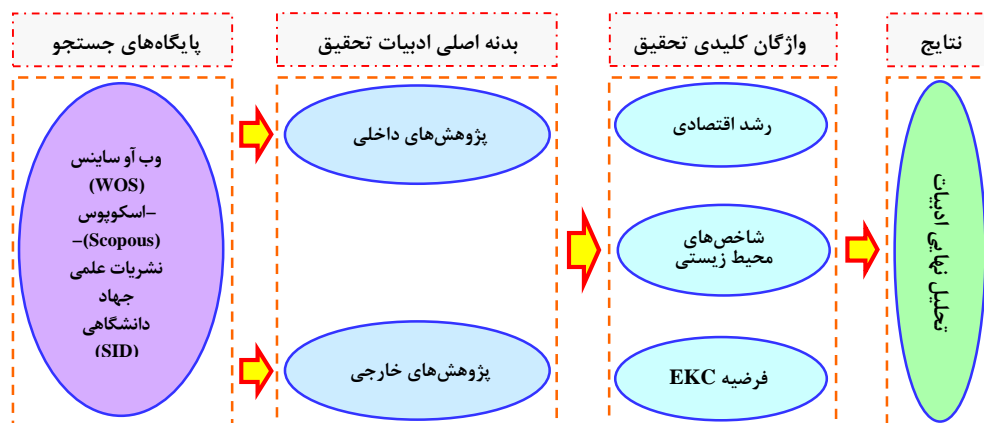 پایگاه‌های جستجو
بدنه اصلی ادبیات تحقیق
واژگان کلیدی تحقیق
نتایج
وب آو ساینس
(WOS)
–اسکوپوس
–(Scopous)
نشریات علمی
جهاد
دانشگاهی
(SID)
پژوهش‌های داخلی
پژوهش‌های خارجی
رشد اقتصادی
شاخص‌های
محیط زیستی
فرضیه EKC
تحلیل نهایی ادبیات